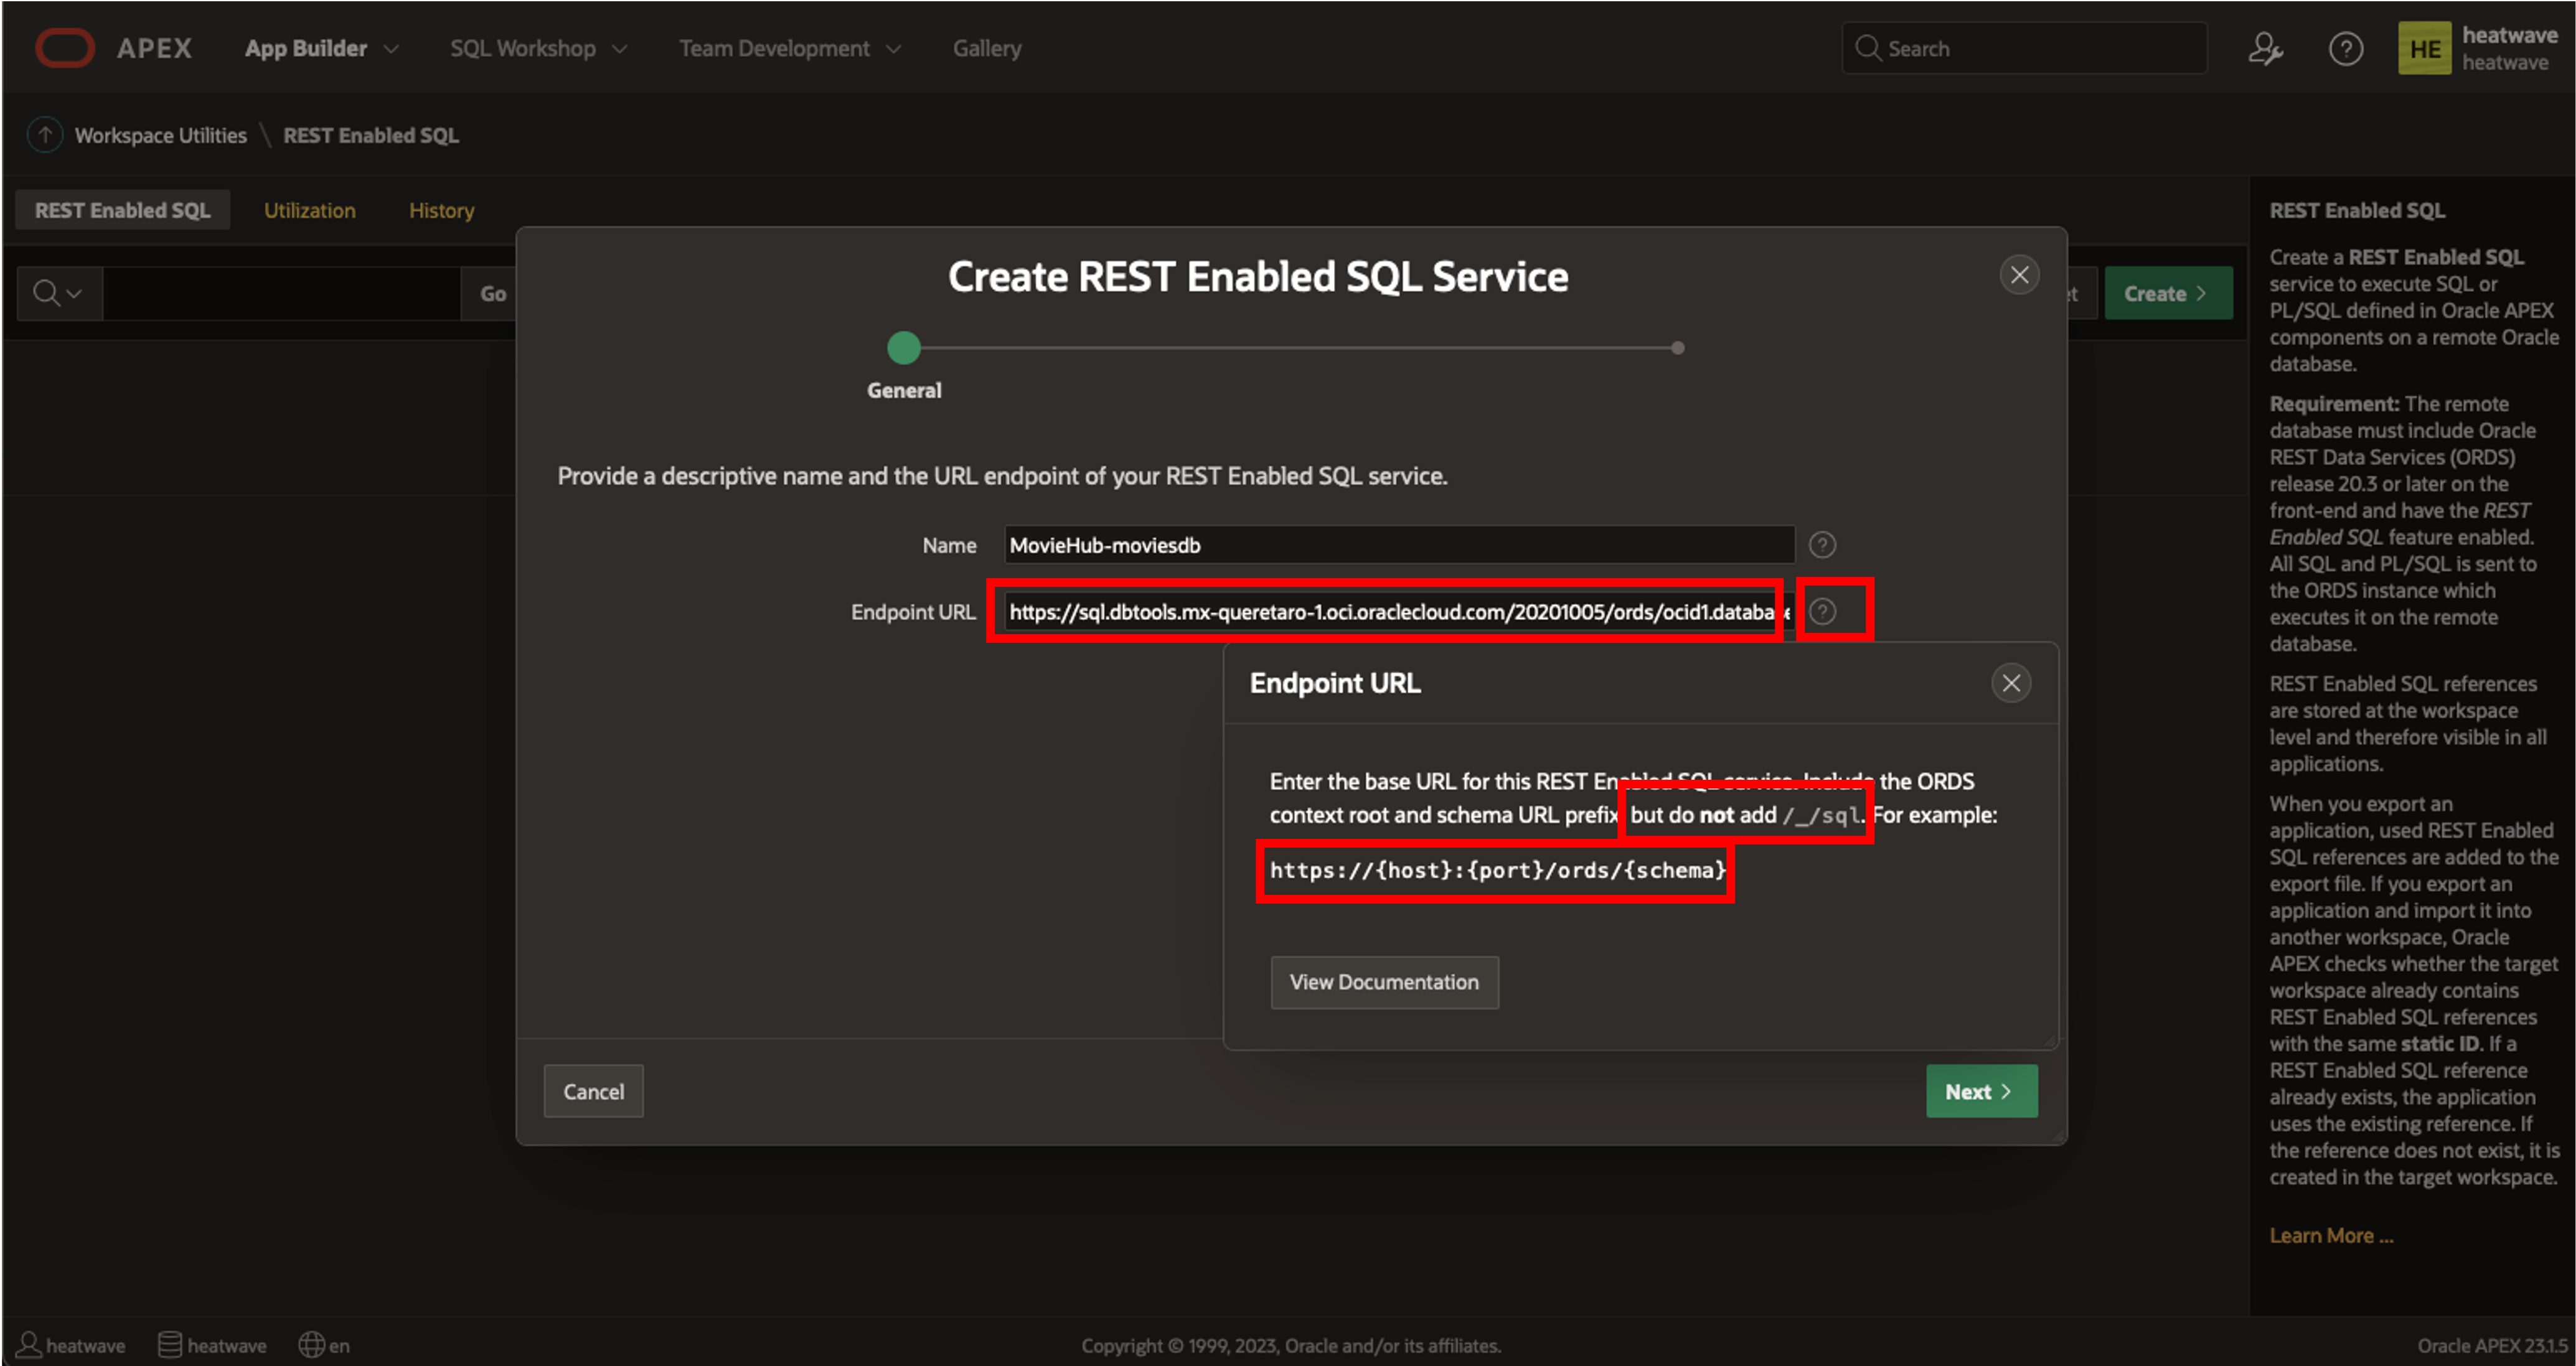 APEX
App Builder
SQL Workshop
Team Development
Gallery
Search
HE
heatwave
heatwave
Workspace Utilities \ REST Enabled SQL
REST Enabled SQL
Utilization
History
Go
Create
Create REST Enabled SQL Service
General
Provide a descriptive name and the URL endpoint of your REST Enabled SQL service.
Name
MovieHub-moviesdb
Endpoint URL
https://sql.dbtools.mx-queretaro-1.oci.oraclecloud.com/20201005/ords/ocid1.database
Endpoint URL
Enter the base URL for this REST Enabled SQL service. Include the ORDS
context root and schema URL prefix but do not add /_/sql. For example:
https://{host}:{port}/ords/{schema}
View Documentation
Cancel
Next
REST Enabled SQL
Create a REST Enabled SQL
service to execute SQL or
PL/SQL defined in Oracle APEX
components on a remote Oracle
database.
Requirement: The remote
database must include Oracle
REST Data Services (ORDS)
release 20.3 or later on the
front-end and have the REST
Enabled SQL feature enabled.
All SQL and PL/SQL is sent to
the ORDS instance which
executes it on the remote
database.
REST Enabled SQL references
are stored at the workspace
level and therefore visible in all
applications.
When you export an
application, used REST Enabled
SQL references are added to the
export file. If you export an
application and import it into
another workspace, Oracle
APEX checks whether the target
workspace already contains
REST Enabled SQL references
with the same static ID. If a
REST Enabled SQL reference
already exists, the application
uses the existing reference. If
the reference does not exist, it is
created in the target workspace.
Learn More ...
heatwave
heatwave
en
Copyright © 1999, 2023, Oracle and/or its affiliates.
Oracle APEX 23.1.5